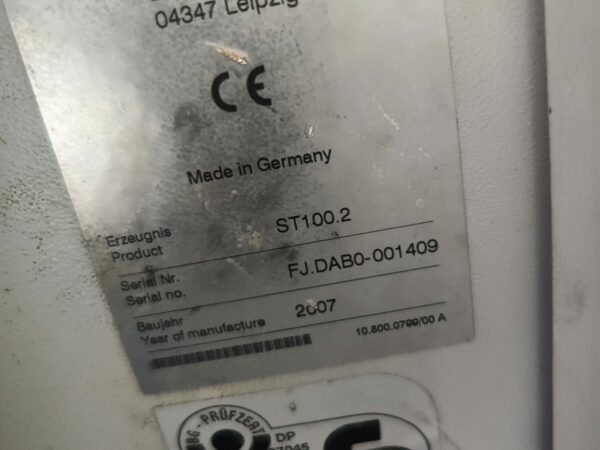 04347 Leipzig
CE
Made in Germany
Erzeugnis
Product
ST100.2
Serial Nr.
Serial no.
FJ.DAB0-001409
Baujahr
Year of manufacture
2007
10.800.0799/00 A
BG-PRÜFZERT
DP